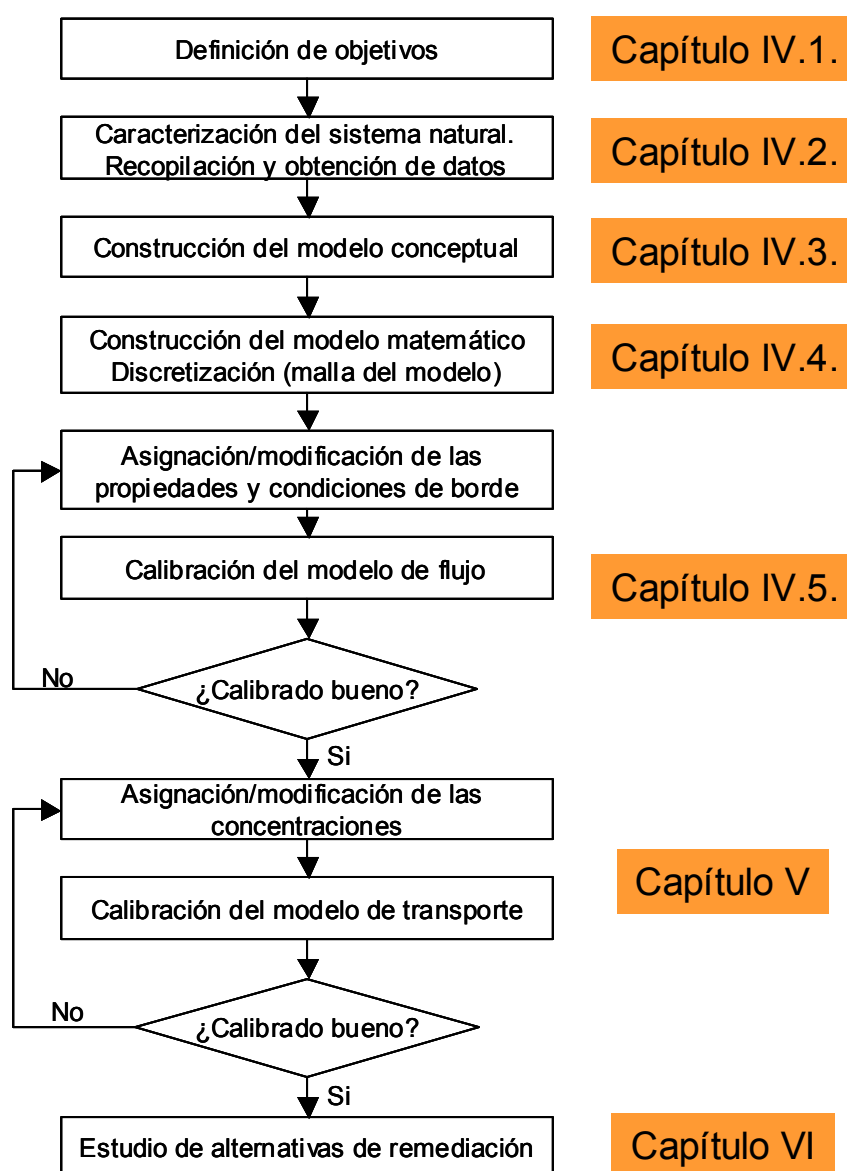 Definición de objetivos
Capítulo IV.1.
Caracterización del sistema natural.
Recopilación y obtención de datos
Capítulo IV.2.
Construcción del modelo conceptual
Capítulo IV.3.
Construcción del modelo matemático
Discretización (malla del modelo)
Capítulo IV.4.
Asignación/modificación de las
propiedades y condiciones de borde
Calibración del modelo de flujo
Capítulo IV.5.
¿Calibrado bueno?
No
Si
Asignación/modificación de las
concentraciones
Capítulo V
Calibración del modelo de transporte
¿Calibrado bueno?
No
Si
Estudio de alternativas de remediación
Capítulo VI